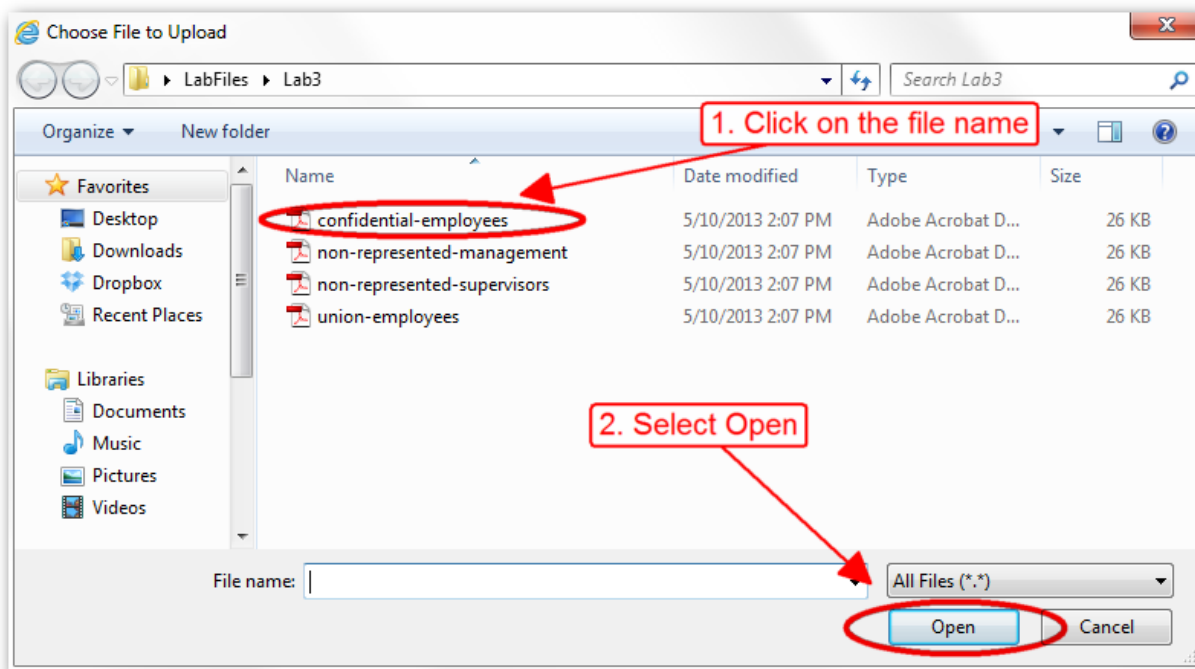 Choose File to Upload
x
LabFiles ▸ Lab3
Search Lab3
Organize
New folder
1. Click on the file name
?
Favorites
Desktop
Downloads
Dropbox
Recent Places
Libraries
Documents
Music
Pictures
Videos
Name Date modified Type Size
confidential-employees 5/10/2013 2:07 PM Adobe Acrobat D... 26 KB
non-represented-management 5/10/2013 2:07 PM Adobe Acrobat D... 26 KB
non-represented-supervisors 5/10/2013 2:07 PM Adobe Acrobat D... 26 KB
union-employees 5/10/2013 2:07 PM Adobe Acrobat D... 26 KB
2. Select Open
File name:
All Files (*.*)
Open
Cancel